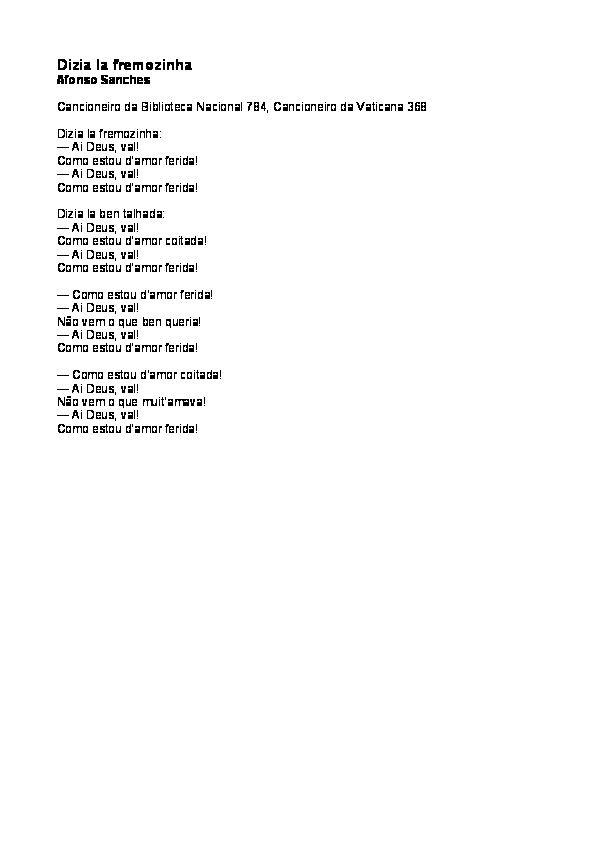 Dizia la fremozinha
Afonso Sanches
Cancioneiro da Biblioteca Nacional 784, Cancioneiro da Vaticana 368
Dizia la fremozinha:
— Ai Deus, val!
Como estou d'amor ferida!
— Ai Deus, val!
Como estou d'amor ferida!
Dizia la ben talhada:
— Ai Deus, val!
Como estou d'amor coitada!
— Ai Deus, val!
Como estou d'amor ferida!
— Como estou d'amor ferida!
— Ai Deus, val!
Não vem o que ben queria!
— Ai Deus, val!
Como estou d'amor ferida!
— Como estou d'amor coitada!
— Ai Deus, val!
Não vem o que muit'amava!
— Ai Deus, val!
Como estou d'amor ferida!